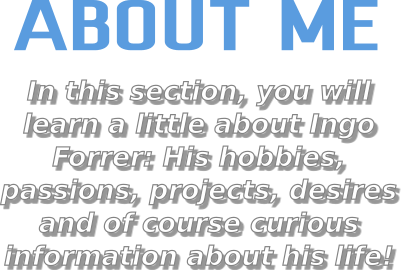 ABOUT ME
In this section, you will
learn a little about Ingo
Forrer: His hobbies,
passions, projects, desires
and of course curious
information about his life!